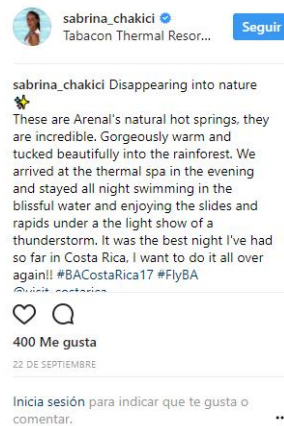 sabrina_chakici
Tabacon Thermal Resor...
Seguir
sabrina_chakici Disappearing into nature
✨
These are Arenal's natural hot springs, they
are incredible. Gorgeously warm and
tucked beautifully into the rainforest. We
arrived at the thermal spa in the evening
and stayed all night swimming in the
blissful water and enjoying the slides and
rapids under a the light show of a
thunderstorm. It was the best night I've had
so far in Costa Rica, I want to do it all over
again!! #BACostaRica17 #FlyBA
@visit_costarica
400 Me gusta
22 DE SEPTIEMBRE
Inicia sesión para indicar que te gusta o
comentar.